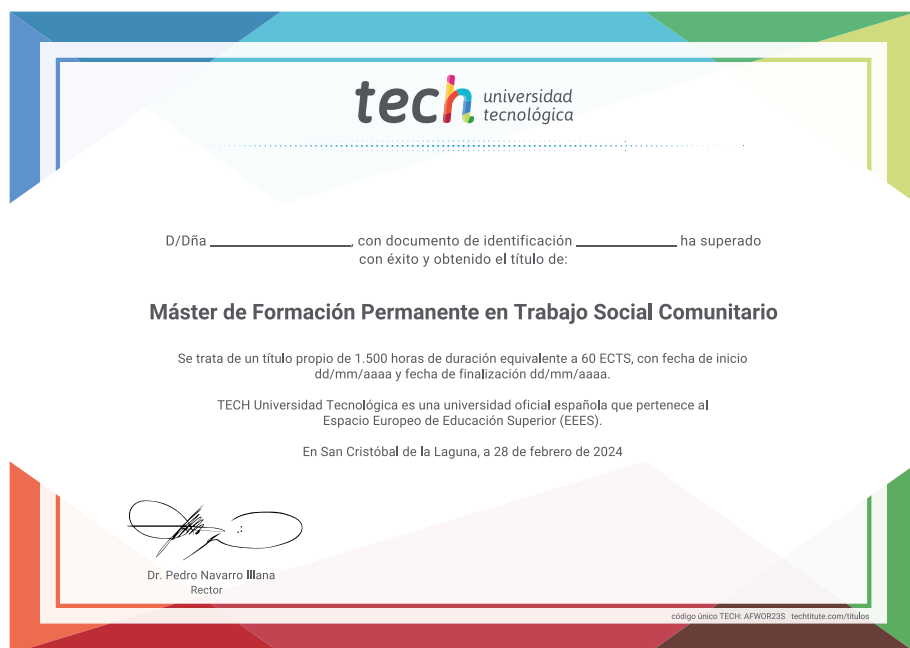 tech universidad
tecnológica
D/Dña ________________, con documento de identificación ____________ ha superado
con éxito y obtenido el título de:
Máster de Formación Permanente en Trabajo Social Comunitario
Se trata de un título propio de 1.500 horas de duración equivalente a 60 ECTS, con fecha de inicio
dd/mm/aaaa y fecha de finalización dd/mm/aaaa.
TECH Universidad Tecnológica es una universidad oficial española que pertenece al
Espacio Europeo de Educación Superior (EEES).
En San Cristóbal de la Laguna, a 28 de febrero de 2024
Dr. Pedro Navarro Illana
Rector
código único TECH: AFWOR23S techtitute.com/titulos